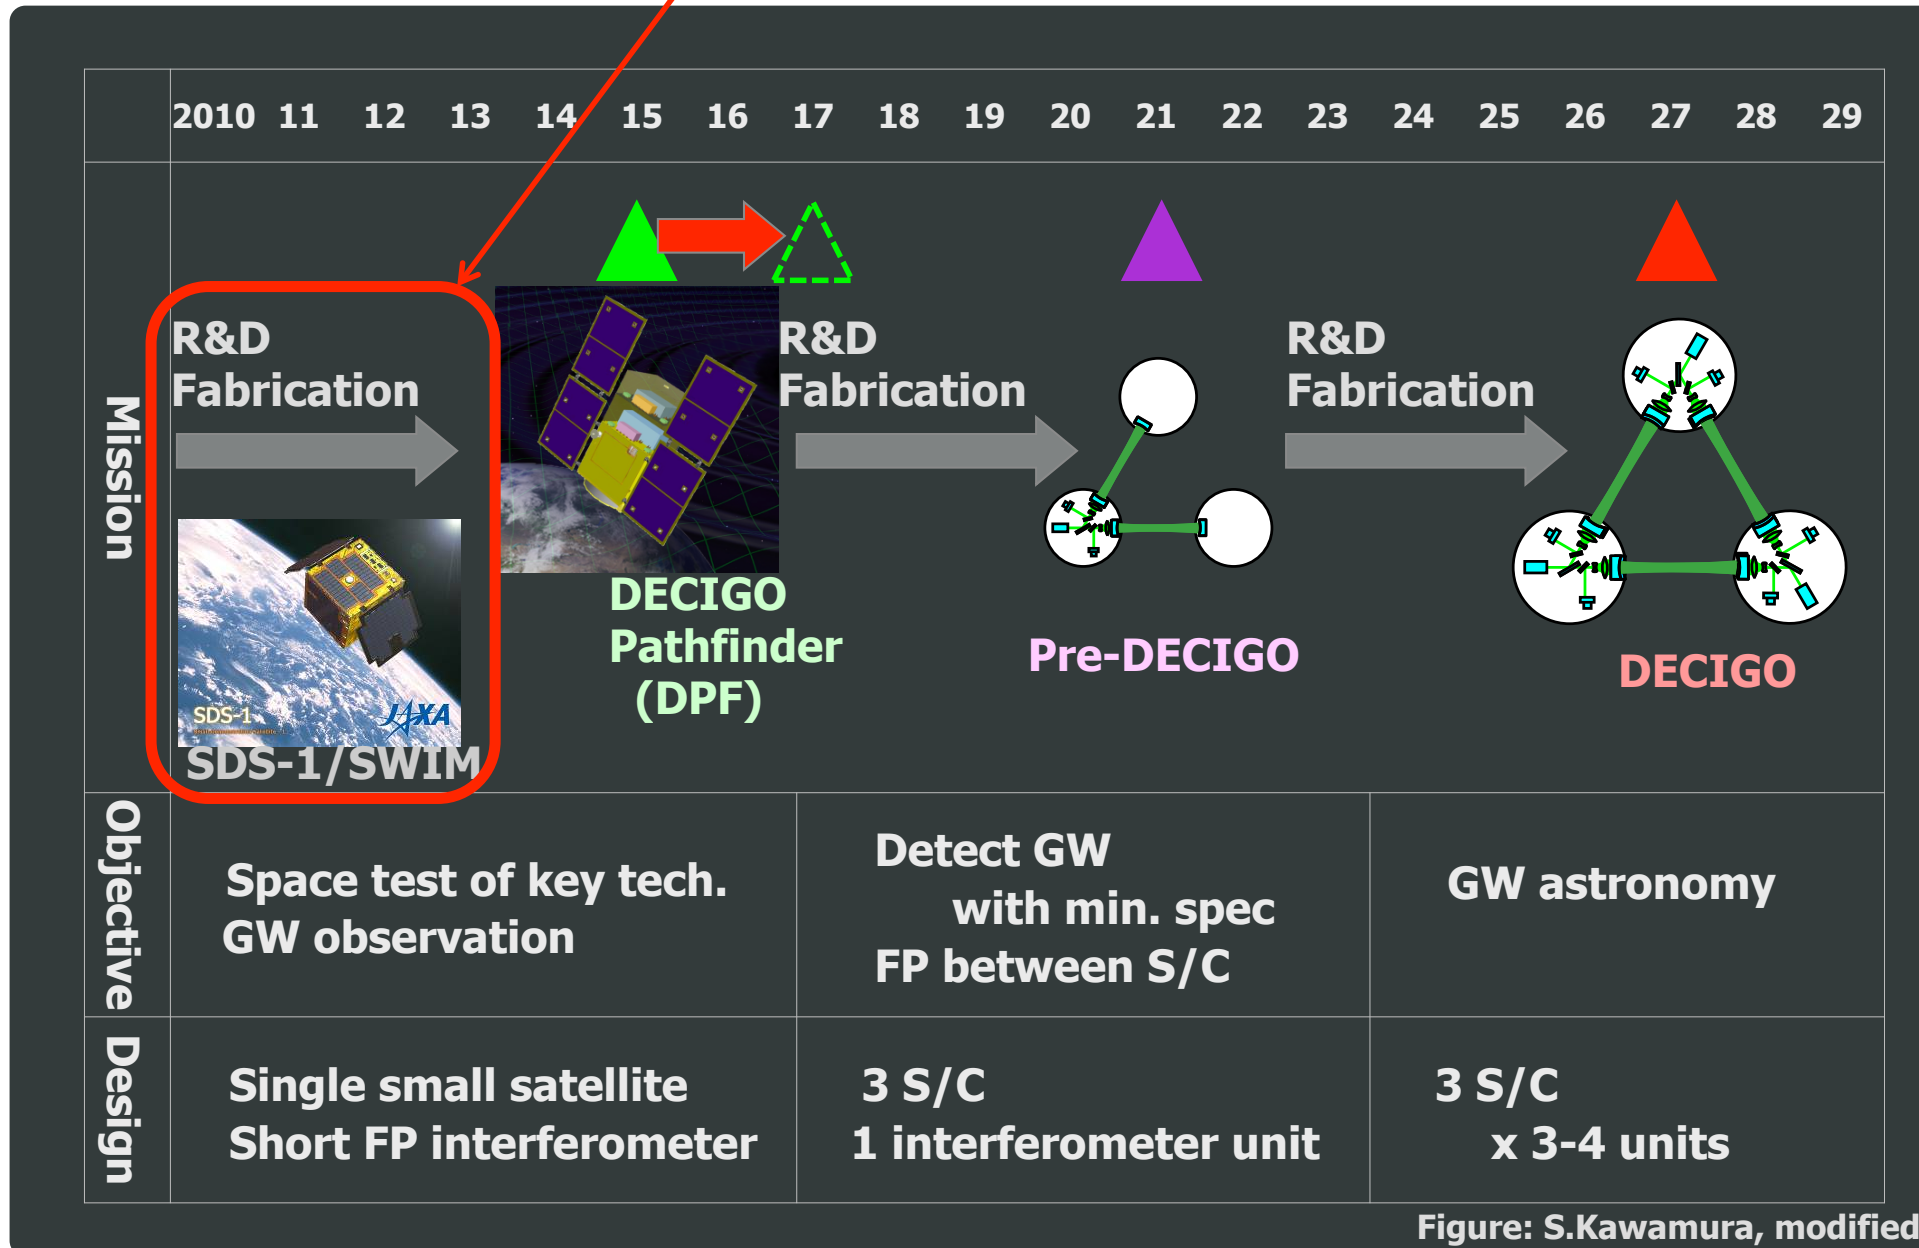 2010 11 12 13 14 15 16 17 18 19 20 21 22 23 24 25 26 27 28 29
Mission
R&D
Fabrication
SDS-1
JAXA
SDS-1/SWIM
DECIGO
Pathfinder
(DPF)
R&D
Fabrication
Pre-DECIGO
R&D
Fabrication
DECIGO
Objective
Space test of key tech.
GW observation
Detect GW
with min. spec
FP between S/C
GW astronomy
Design
Single small satellite
Short FP interferometer
3 S/C
1 interferometer unit
3 S/C
x 3-4 units
Figure: S.Kawamura, modified